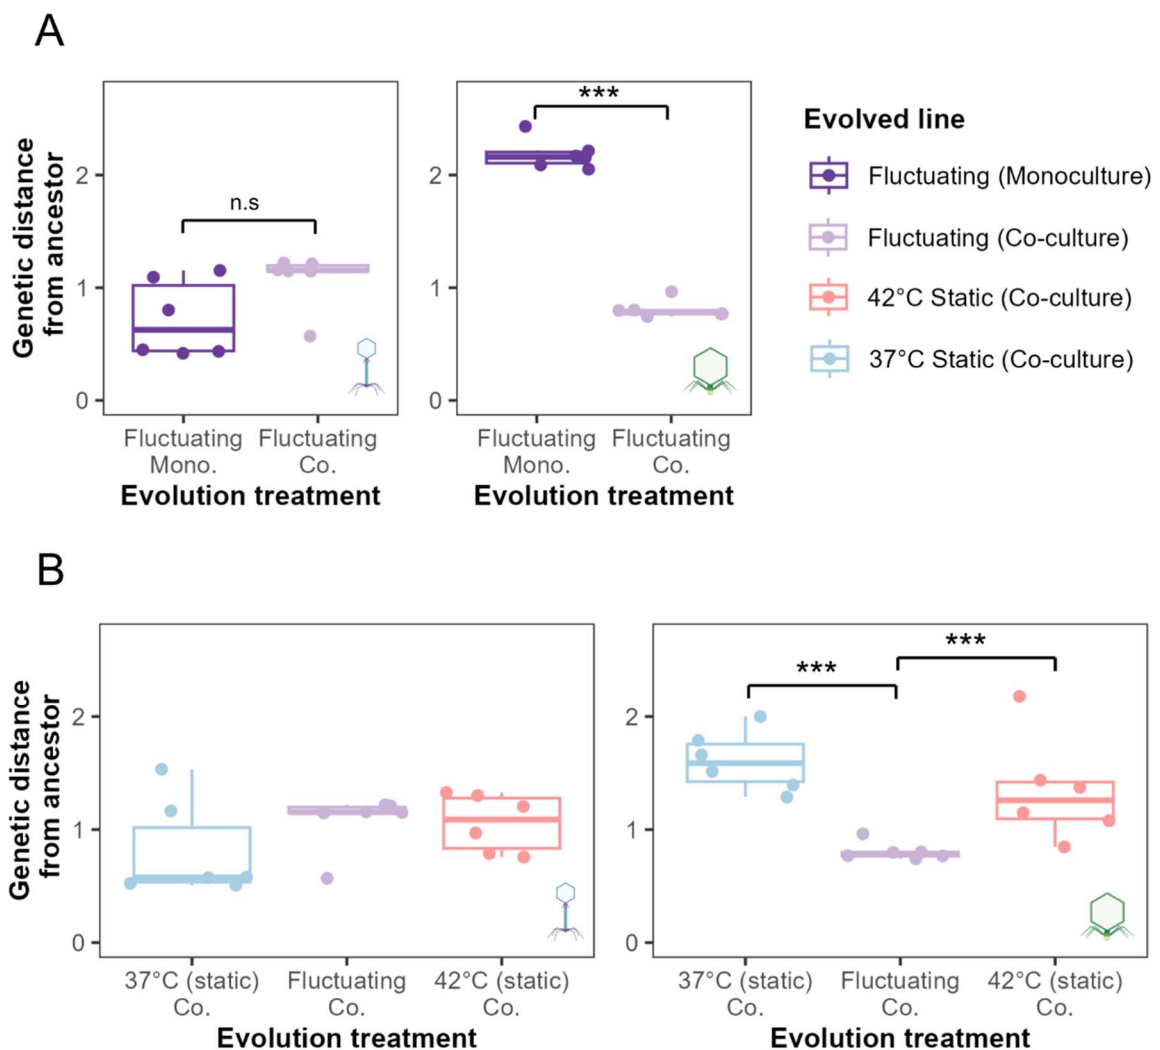 A
Genetic distance
from ancestor
2
1
0
n.s
Fluctuating
Mono.
Fluctuating
Co.
Evolution treatment
2
1
0
***
Fluctuating
Mono.
Fluctuating
Co.
Evolution treatment
Evolved line
Fluctuating (Monoculture)
Fluctuating (Co-culture)
42°C Static (Co-culture)
37°C Static (Co-culture)
B
Genetic distance
from ancestor
2
1
0
37°C (static)
Co.
Fluctuating
Co.
42°C (static)
Co.
Evolution treatment
2
1
0
***
***
37°C (static)
Co.
Fluctuating
Co.
42°C (static)
Co.
Evolution treatment